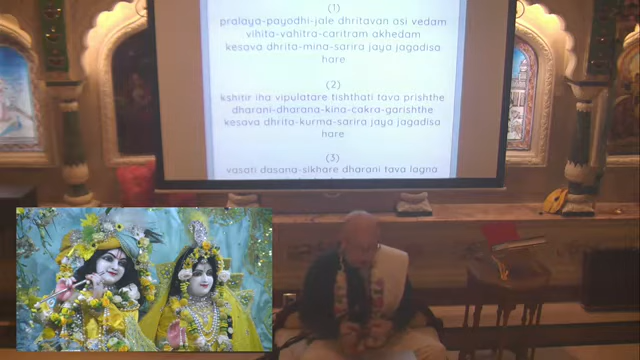 (1)
pralaya-payodhi-jale dhritavan asi vedam
vihita-vahitra-caritram akhedam
kesava dhrita-mina-sarira jaya jagadisa
hare
(2)
kshitir iha vipulatare tishthati tava prishthe
dharani-dharana-kina-cakra-garishthe
kesava dhrita-kurma-sarira jaya jagadisa
hare
(3)
vasati dasana-sikhare dharani tava lagna